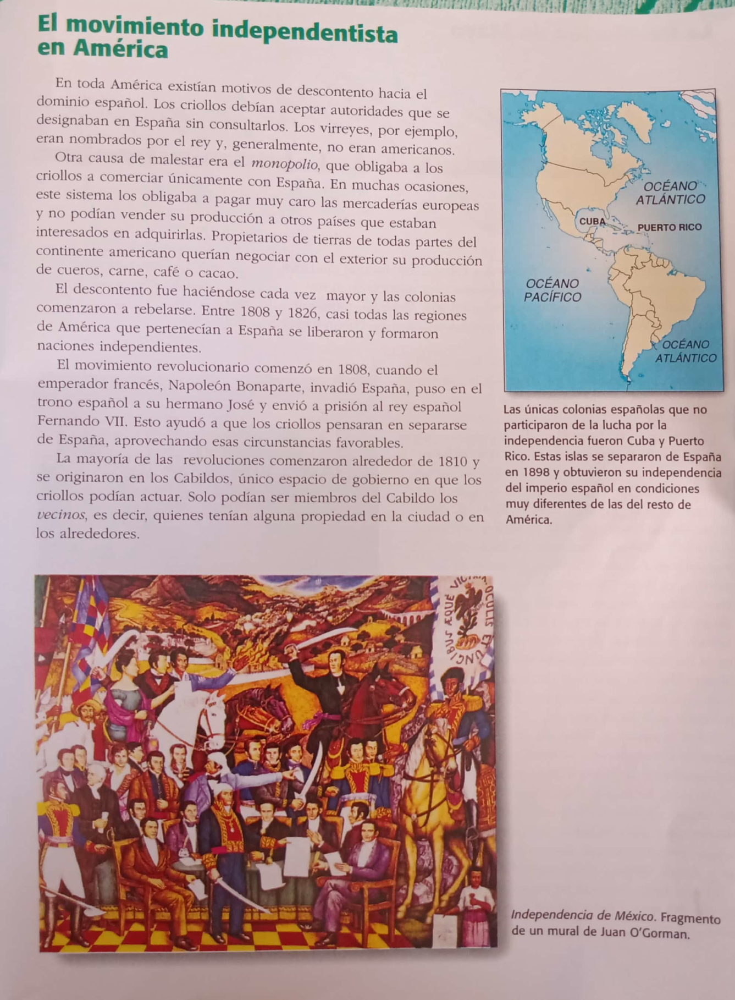 El movimiento independentista
en América
En toda América existían motivos de descontento hacia el
dominio español. Los criollos debían aceptar autoridades que se
designaban en España sin consultarlos. Los virreyes, por ejemplo,
eran nombrados por el rey y, generalmente, no eran americanos.
Otra causa de malestar era el monopolio, que obligaba a los
criollos a comerciar únicamente con España. En muchas ocasiones,
este sistema los obligaba a pagar muy caro las mercaderías europeas
y no podían vender su producción a otros países que estaban
interesados en adquirirlas. Propietarios de tierras de todas partes del
continente americano querían negociar con el exterior su producción
de cueros, carne, café o cacao.
El descontento fue haciéndose cada vez mayor y las colonias
comenzaron a rebelarse. Entre 1808 y 1826, casi todas las regiones
de América que pertenecían a España se liberaron y formaron
naciones independientes.
El movimiento revolucionario comenzó en 1808, cuando el
emperador francés, Napoleón Bonaparte, invadió España, puso en el
trono español a su hermano José y envió a prisión al rey español
Fernando VII. Esto ayudó a que los criollos pensaran en separarse
de España, aprovechando esas circunstancias favorables.
La mayoría de las revoluciones comenzaron alrededor de 1810 y
se originaron en los Cabildos, único espacio de gobierno en que los
criollos podían actuar. Solo podían ser miembros del Cabildo los
vecinos, es decir, quienes tenían alguna propiedad en la ciudad o en
los alrededores.
OCÉANO
ATLÁNTICO
CUBA
PUERTO RICO
OCÉANO
PACÍFICO
OCÉANO
ATLÁNTICO
Las únicas colonias españolas que no
participaron de la lucha por la
independencia fueron Cuba y Puerto
Rico. Estas islas se separaron de España
en 1898 y obtuvieron su independencia
del imperio español en condiciones
muy diferentes de las del resto de
América.
OCULIS ET UNGIBUS ÆQUE
Independencia de México. Fragmento
de un mural de Juan O'Gorman.